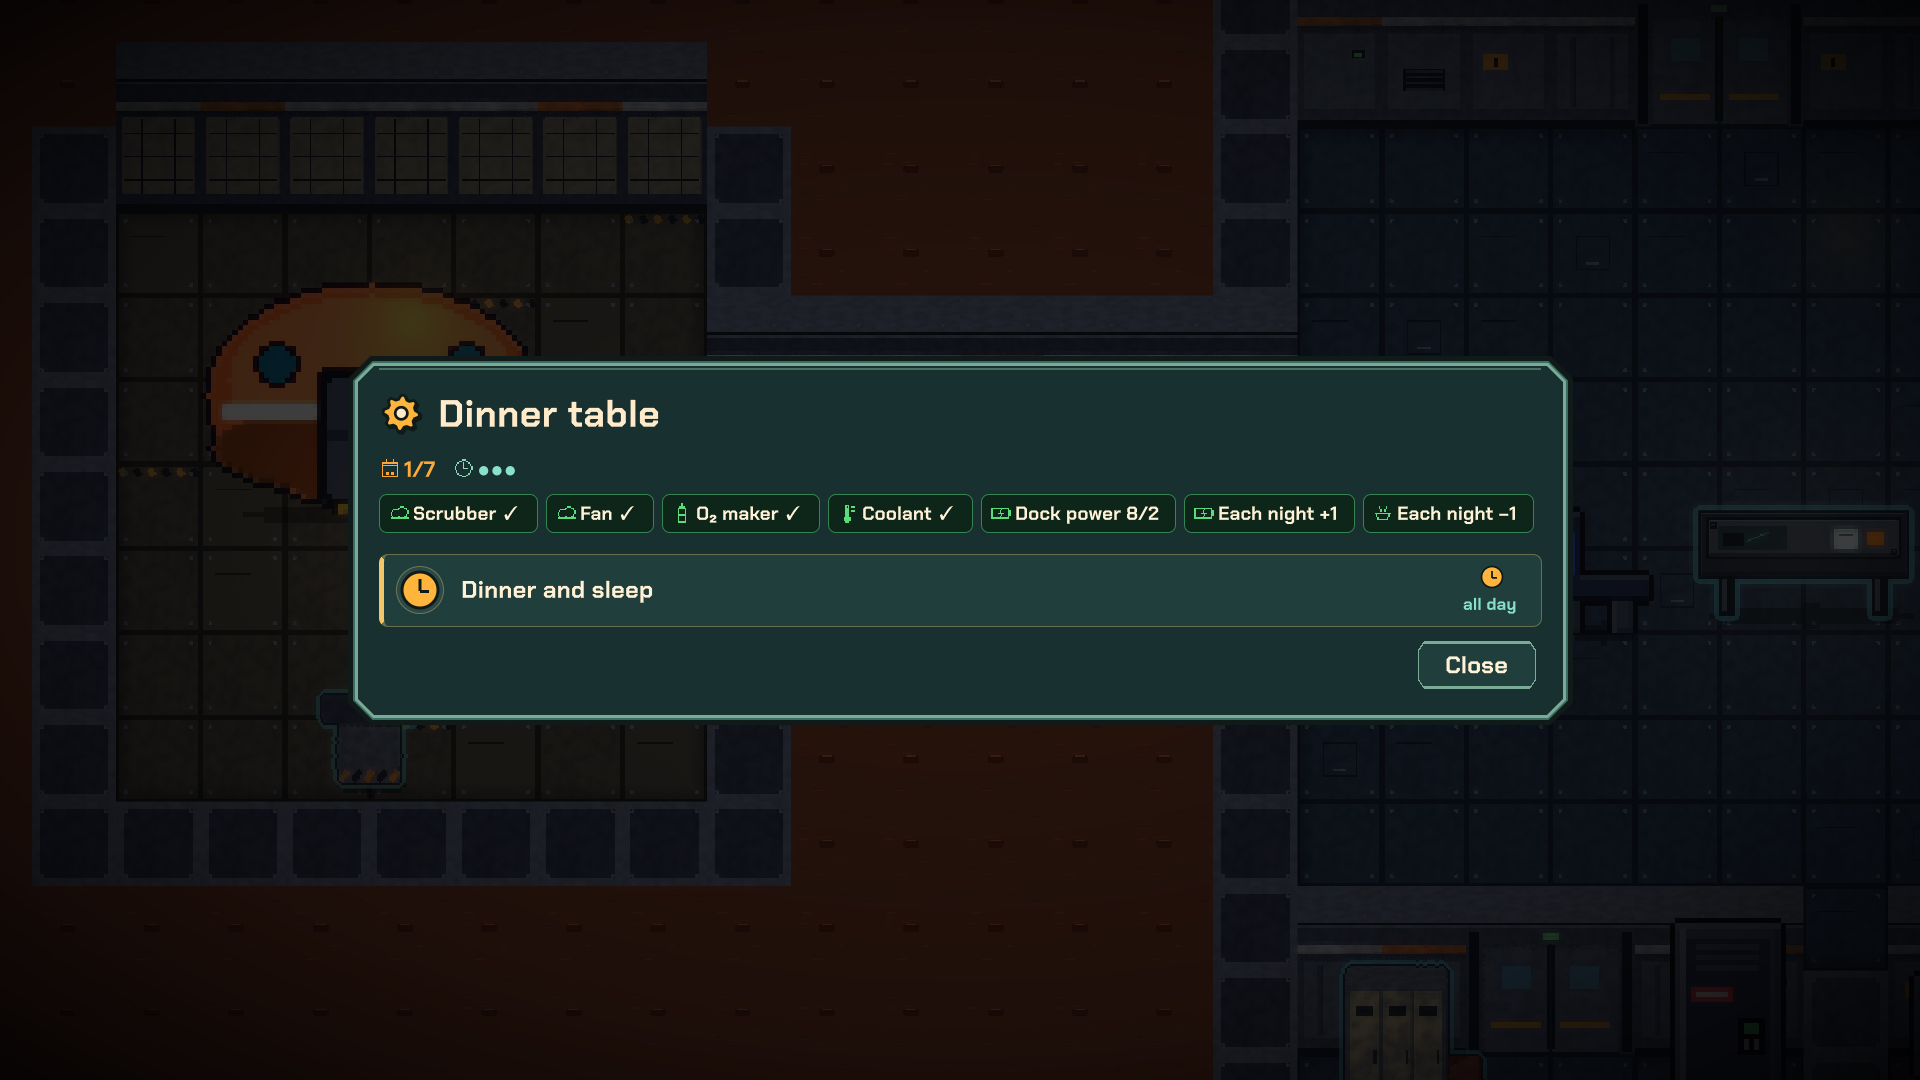 Dinner table
1/7
Scrubber ✓ Fan ✓ O₂ maker ✓ Coolant ✓ Dock power 8/2 Each night +1 Each night −1
Dinner and sleep
all day
Close